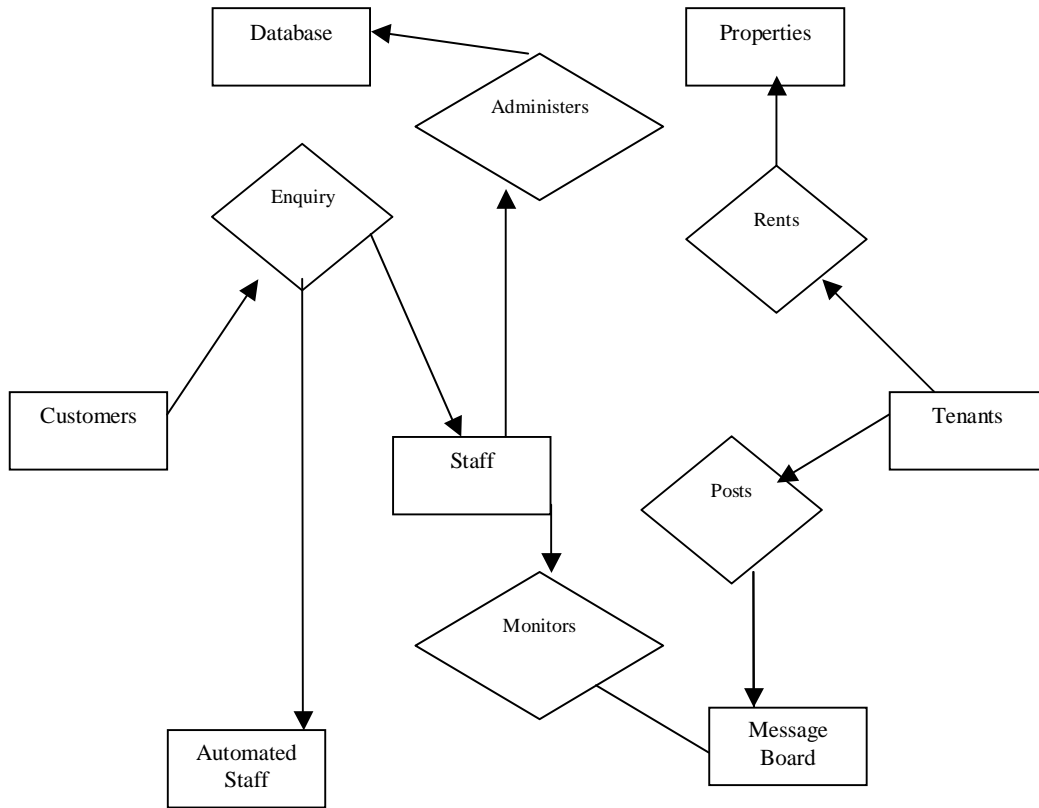 Database
Properties
Administers
Enquiry
Rents
Customers
Tenants
Staff
Posts
Monitors
Message
Board
Automated
Staff